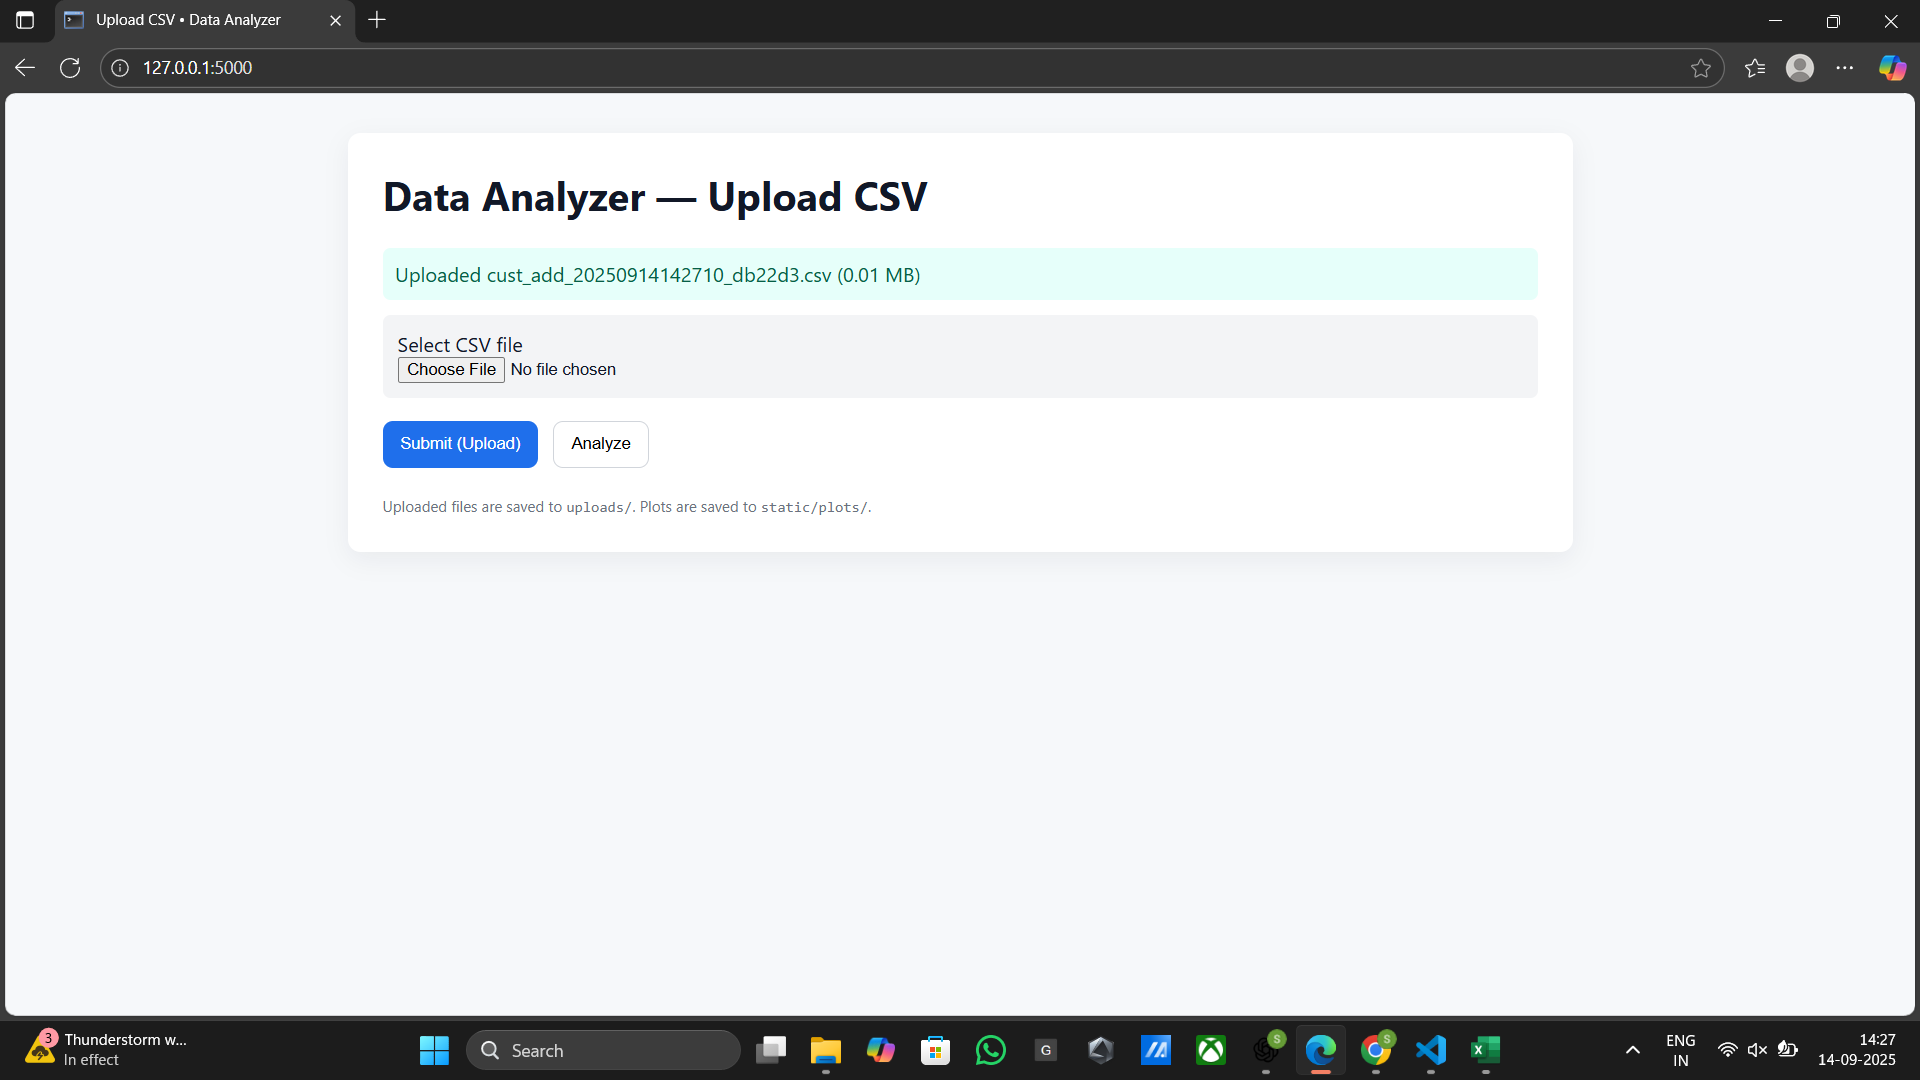 Upload CSV • Data Analyzer
127.0.0.1:5000
Data Analyzer — Upload CSV
Uploaded cust_add_20250914142710_db22d3.csv (0.01 MB)
Select CSV file
Choose File No file chosen
Submit (Upload) Analyze
Uploaded files are saved to uploads/. Plots are saved to static/plots/.
3
Thunderstorm w...
In effect
Search
G
S
S
X
ENG
IN
14:27
14-09-2025